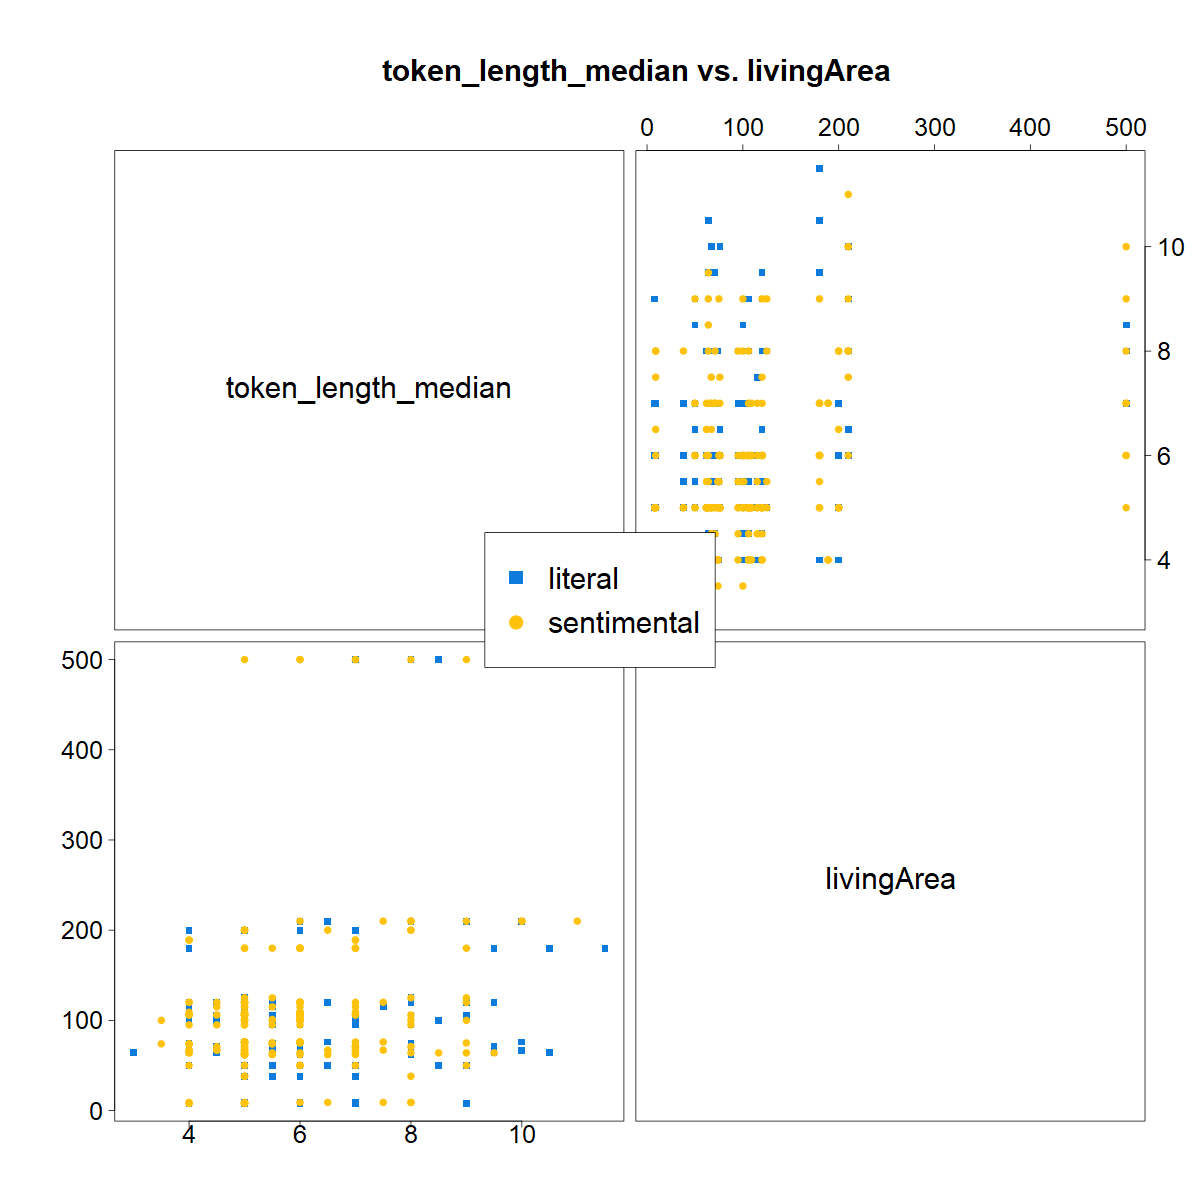 token_length_median vs. livingArea
0 100 200 300 400 500
token_length_median
10
8
6
4
literal
sentimental
500
400
300
200
100
0
livingArea
4 6 8 10